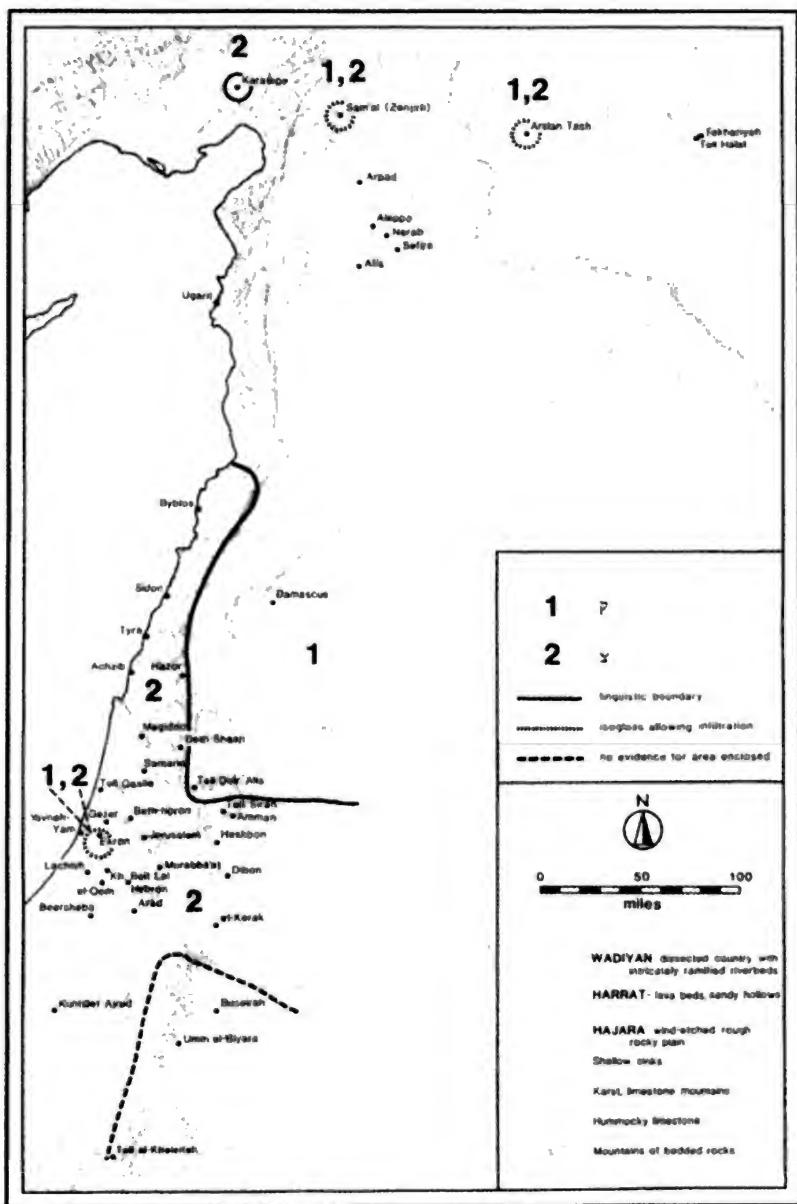 2
Karatepe
1,2
Sam'al (Zenjirli)
1,2
Arslan Tash
Tell Halaf
Arpad
Aleppo
Nerab
Sefire
Afis
Ugarit
Byblos
Sidon
Damascus
Tyre
Achzib
Hazor
1
2
Megiddo
Beth-Shean
Samaria
1,2
Tell Qasile
Tell Deir Alla
Yavneh-
Yam
Gezer
Beth-horon
Tell Siran
Amman
Ekron
Jerusalem
Heshbon
Lachish
Kh. Beit Lei
Murabba'at
Dibon
el-Qom
Hebron
Beersheba
Arad
2
el-Kerak
Kuntillet Ajrud
Buseirah
Umm el-Biyara
Tell el-Kheleifeh
1 ק
2 צ
linguistic boundary
isogloss allowing infiltration
no evidence for area enclosed
N
0 50 100
miles
WADIYAN dissected country with
intricately ramified riverbeds
HARRAT - lava beds, sandy hollows
HAJARA wind-etched rough
rocky plain
Shallow sinks
Karst, limestone mountains
Hummocky limestone
Mountains of bedded rocks